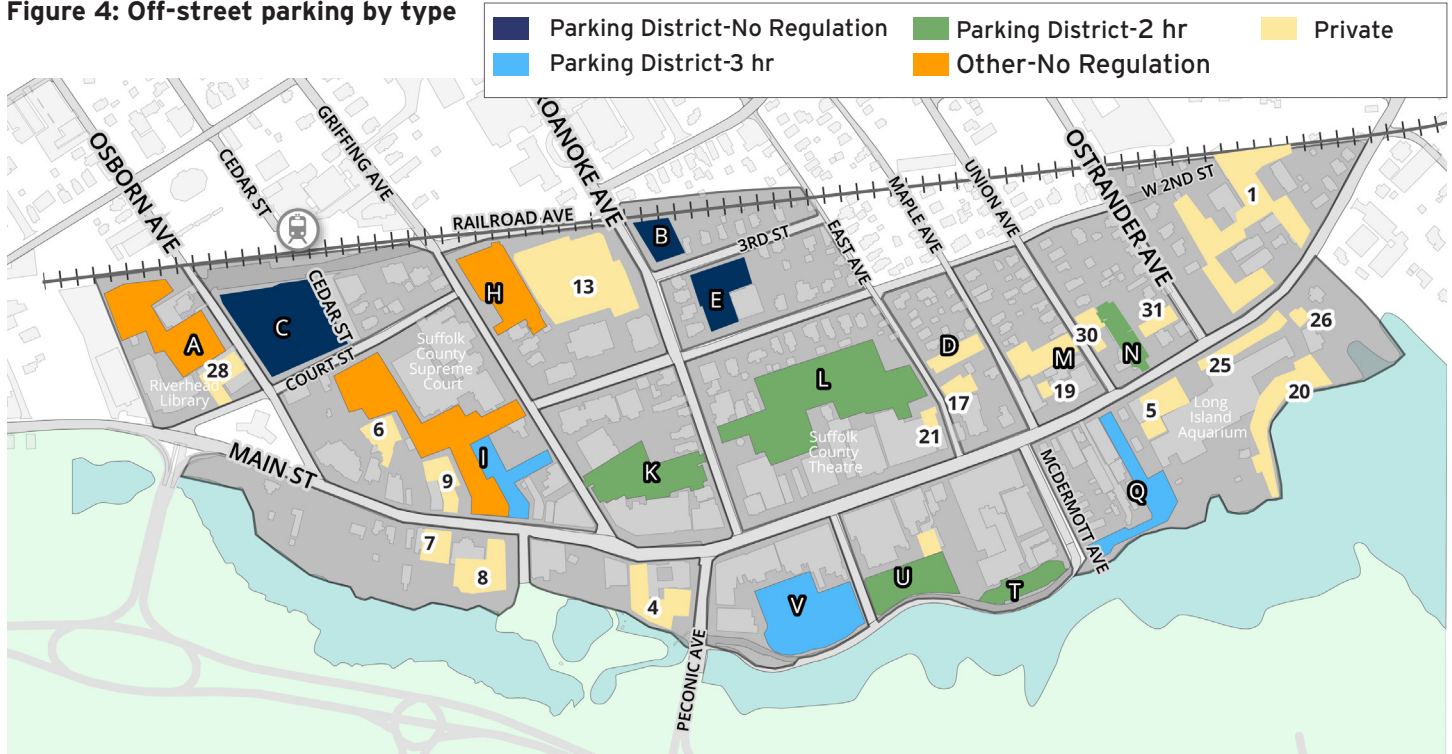 Figure 4: Off-street parking by type
Parking District-No Regulation
Parking District-2 hr
Private
Parking District-3 hr
Other-No Regulation
OSBORN AVE
CEDAR ST
GRIFFING AVE
ROANOKE AVE
RAILROAD AVE
3RD ST
EAST AVE
MAPLE AVE
UNION AVE
OSTRANDER AVE
W 2ND ST
1
B
E
H
13
C
CEDAR ST
COURT ST
A
28
Riverhead
Library
Suffolk
County
Supreme
Court
6
9
I
K
L
Suffolk
County
Theatre
D
17
21
M
19
30
N
31
26
25
20
5
Long
Island
Aquarium
Q
MCDERMOTT AVE
MAIN ST
7
8
4
V
U
T
PECONIC AVE